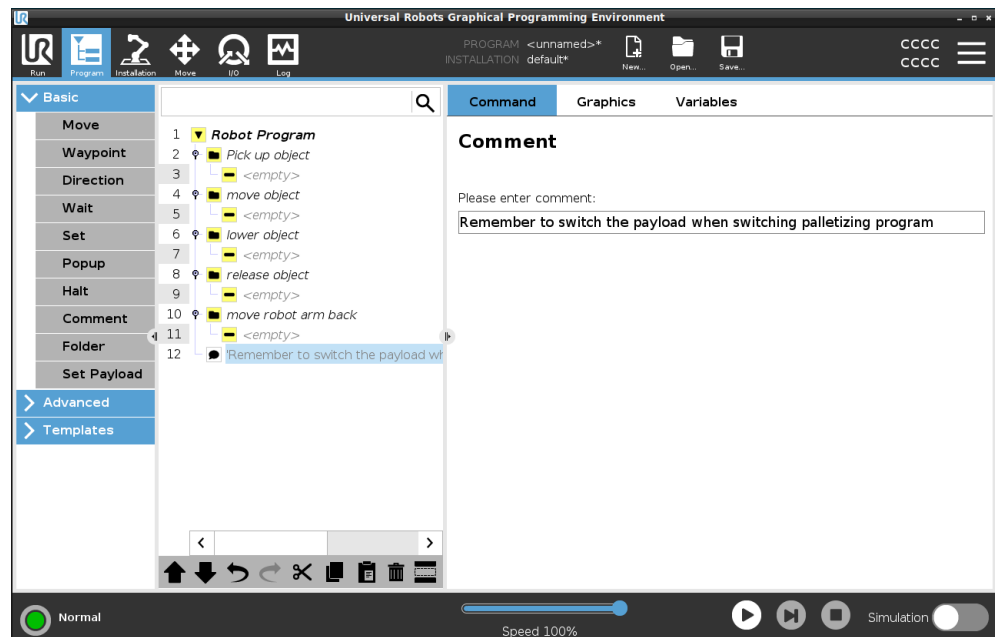 Universal Robots Graphical Programming Environment
PROGRAM <unnamed>*
INSTALLATION default*
New... Open... Save...
CCCC
CCCC
Run Program Installation Move I/O Log
Basic
Move
Waypoint
Direction
Wait
Set
Popup
Halt
Comment
Folder
Set Payload
Advanced
Templates
1 Robot Program
2 Pick up object
3 <empty>
4 move object
5 <empty>
6 lower object
7 <empty>
8 release object
9 <empty>
10 move robot arm back
11 <empty>
12 'Remember to switch the payload wh
Command Graphics Variables
Comment
Please enter comment:
Remember to switch the payload when switching palletizing program
Normal
Speed 100%
Simulation